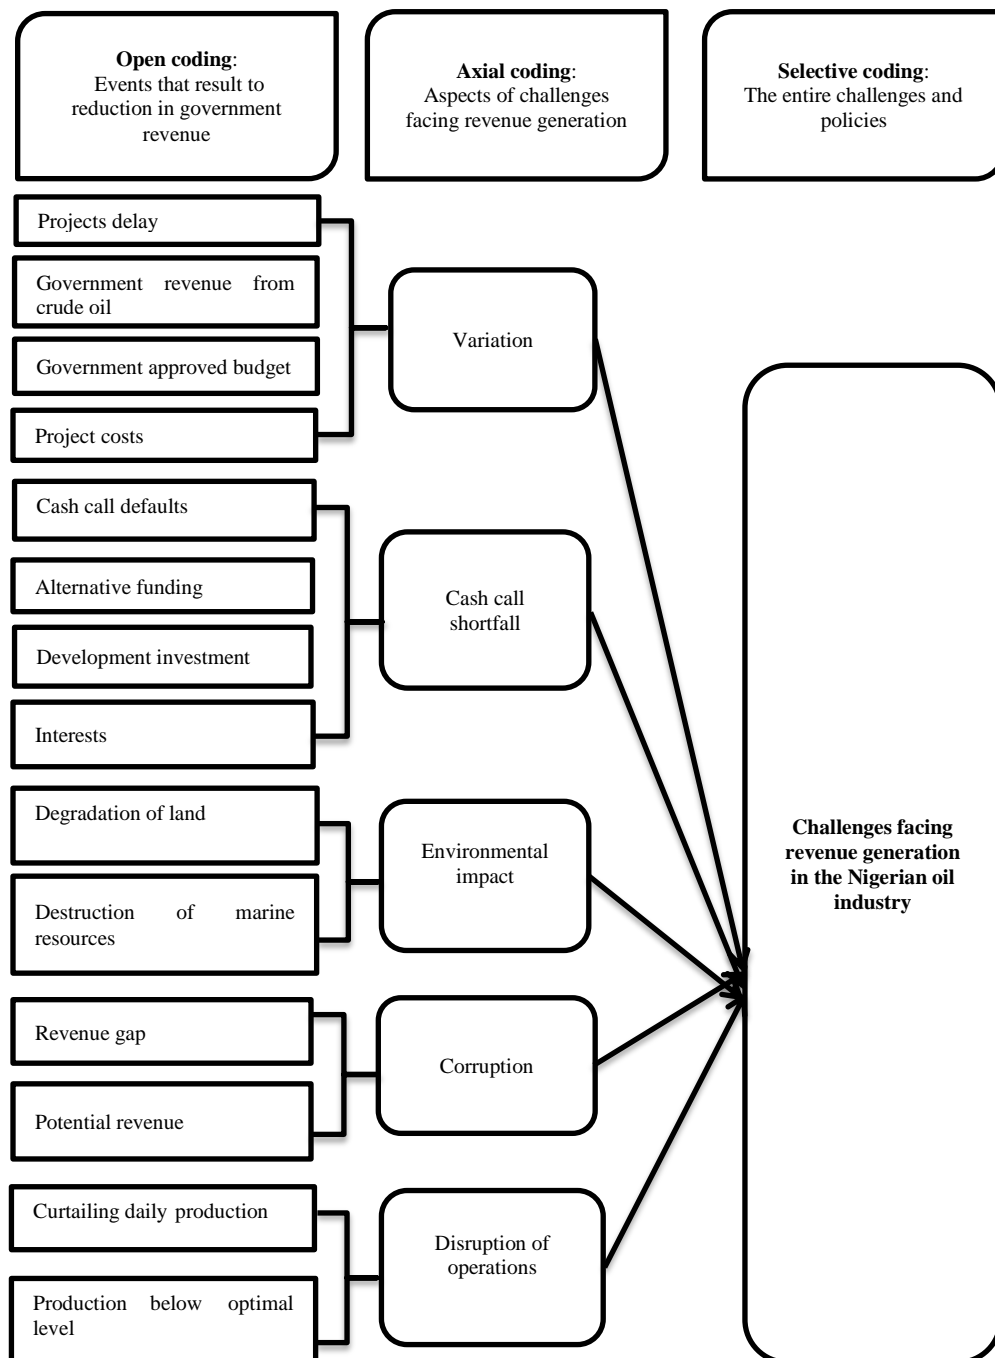 Open coding:
Events that result to
reduction in government
revenue
Axial coding:
Aspects of challenges
facing revenue generation
Selective coding:
The entire challenges and
policies
Projects delay
Government revenue from
crude oil
Government approved budget
Project costs
Variation
Cash call defaults
Alternative funding
Development investment
Interests
Cash call
shortfall
Degradation of land
Destruction of marine
resources
Environmental
impact
Revenue gap
Potential revenue
Corruption
Curtailing daily production
Production below optimal
level
Disruption of
operations
Challenges facing
revenue generation
in the Nigerian oil
industry